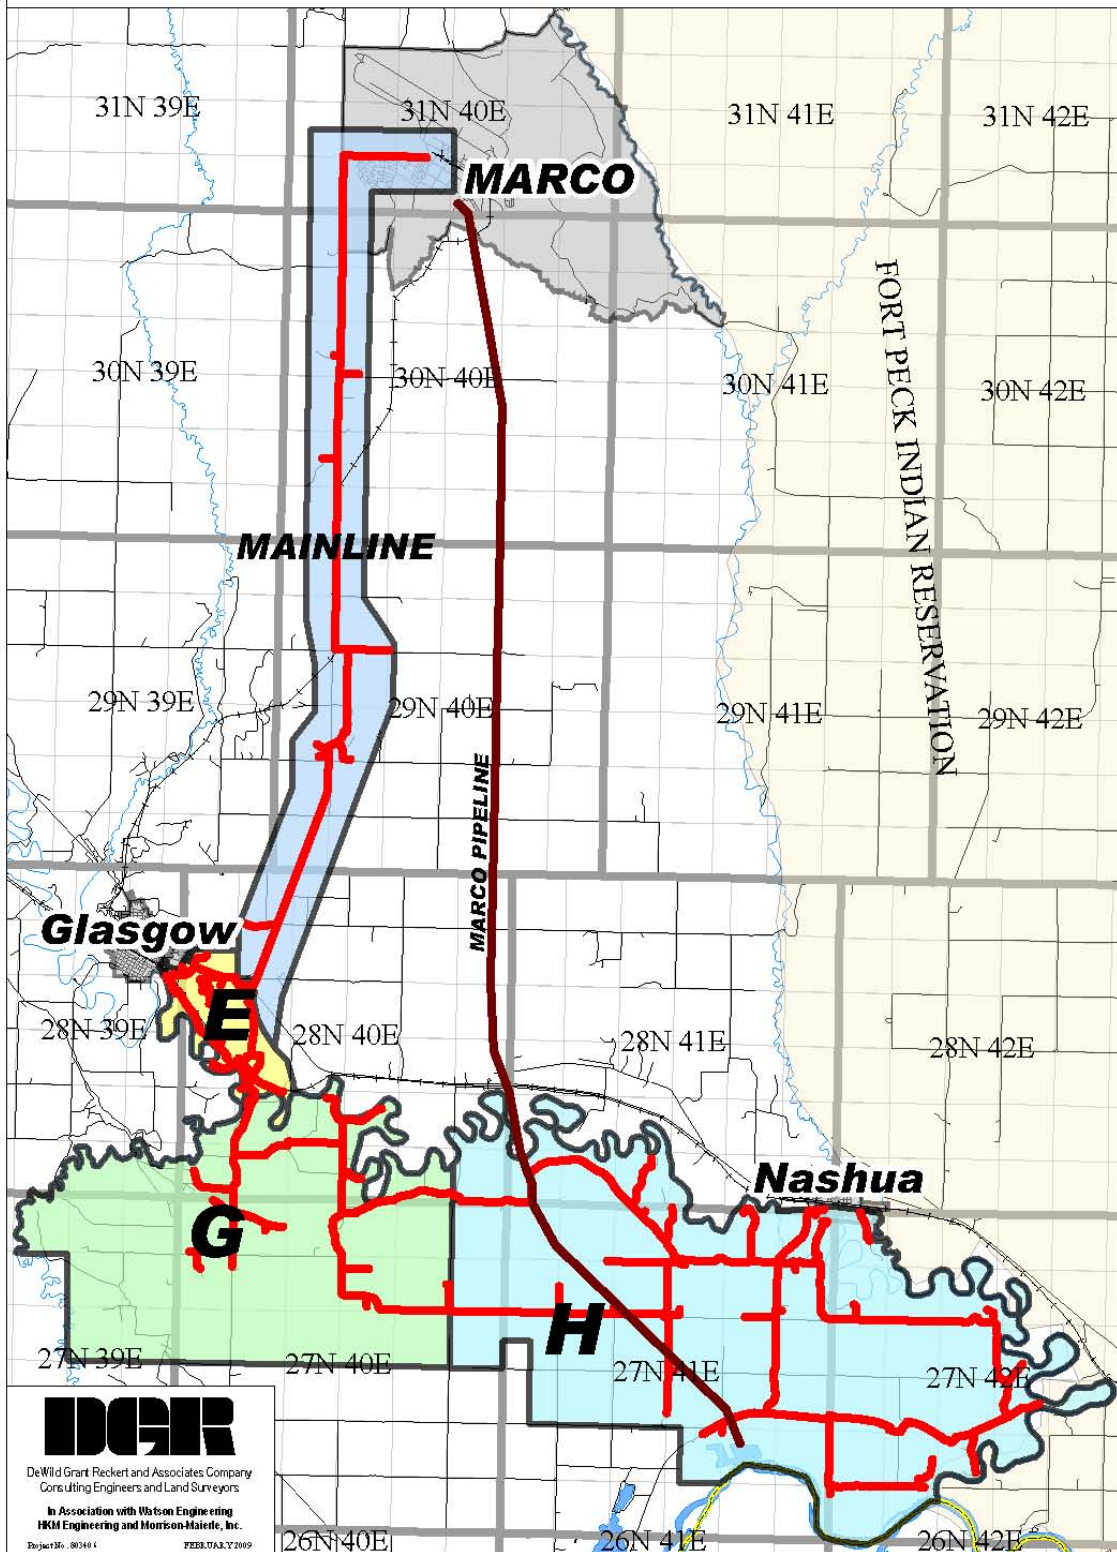 31N 39E
31N 40E
31N 41E
31N 42E
MARCO
FORT PECK INDIAN RESERVATION
30N 39E
30N 40E
30N 41E
30N 42E
MAINLINE
29N 39E
29N 40E
29N 41E
29N 42E
MARCO PIPELINE
Glasgow
E
28N 39E
28N 40E
28N 41E
28N 42E
Nashua
G
H
27N 39E
27N 40E
27N 41E
27N 42E
DGR
DeWild Grant Reckert and Associates Company
Consulting Engineers and Land Surveyors
In Association with Watson Engineering
HKM Engineering and Morrison-Maierle, Inc.
FEBRUARY 2009
26N 40E
26N 41E
26N 42E